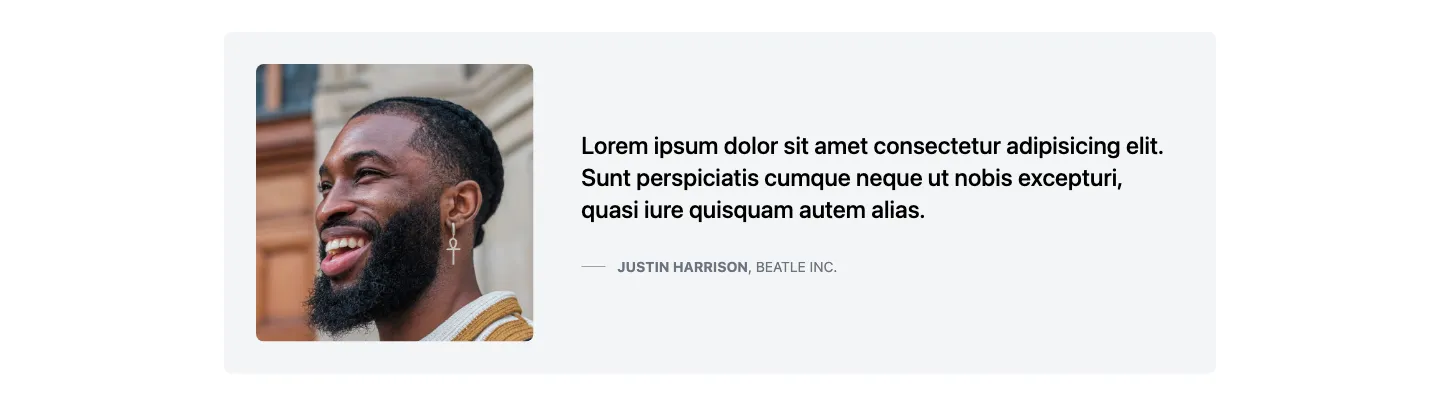 Lorem ipsum dolor sit amet consectetur adipisicing elit.
Sunt perspiciatis cumque neque ut nobis excepturi,
quasi iure quisquam autem alias.
JUSTIN HARRISON, BEATLE INC.